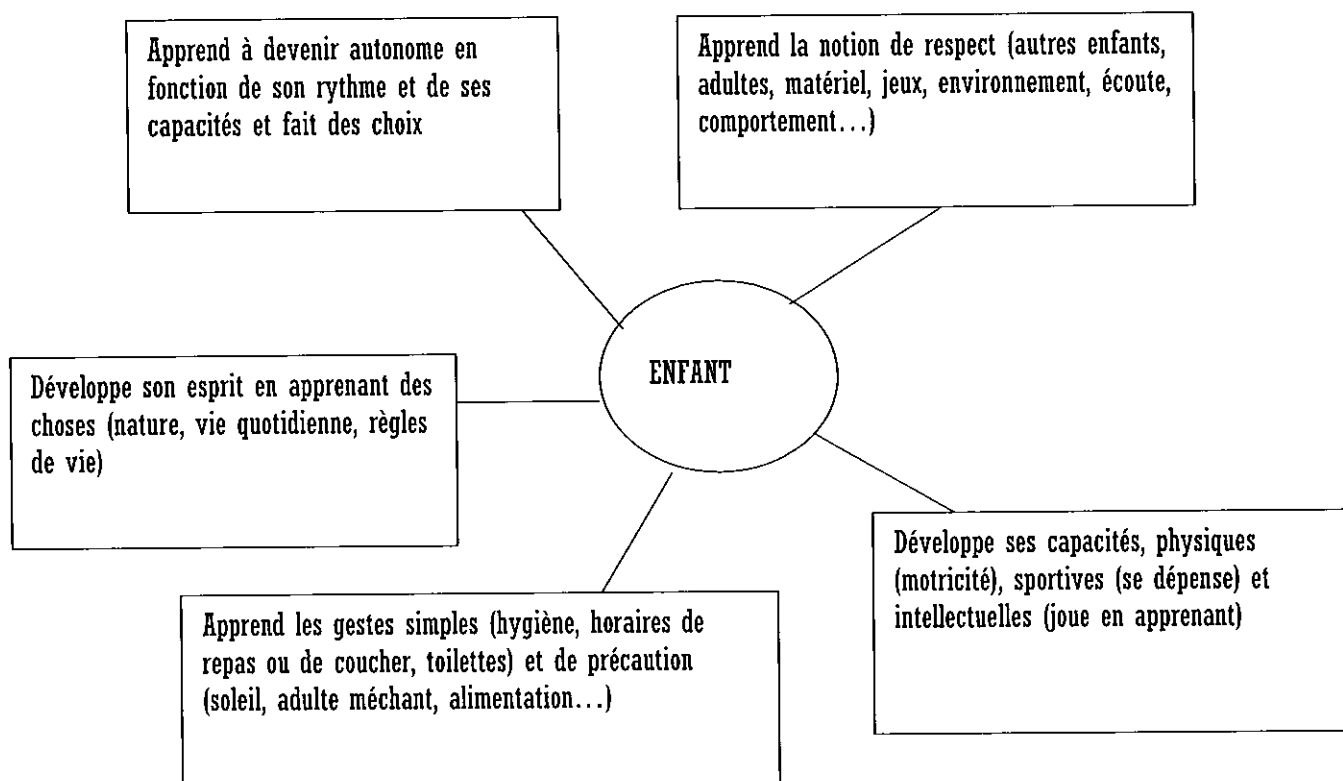 Apprend à devenir autonome en
fonction de son rythme et de ses
capacités et fait des choix
Apprend la notion de respect (autres enfants,
adultes, matériel, jeux, environnement, écoute,
comportement...)
ENFANT
Développe son esprit en apprenant des
choses (nature, vie quotidienne, règles
de vie)
Développe ses capacités, physiques
(motricité), sportives (se dépense) et
intellectuelles (joue en apprenant)
Apprend les gestes simples (hygiène, horaires de
repas ou de coucher, toilettes) et de précaution
(soleil, adulte méchant, alimentation...)